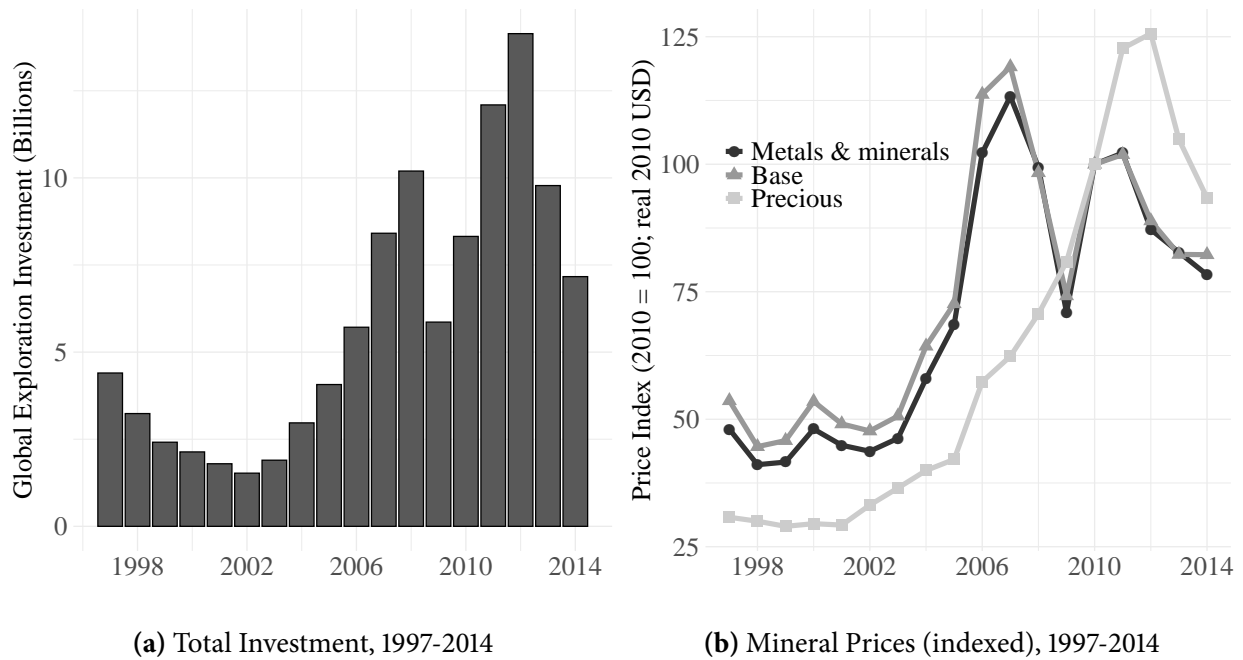 Global Exploration Investment (Billions)
10
5
0
1998 2002 2006 2010 2014
(a) Total Investment, 1997-2014
Price Index (2010 = 100; real 2010 USD)
125
100
75
50
25
Metals & minerals
Base
Precious
1998 2002 2006 2010 2014
(b) Mineral Prices (indexed), 1997-2014